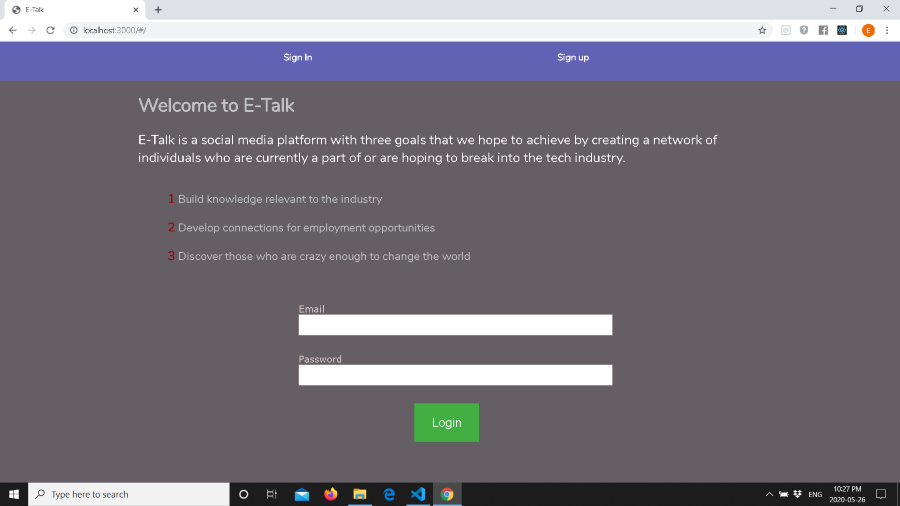 E-Talk
localhost:3000/#/
E
Sign In
Sign up
Welcome to E-Talk
E-Talk is a social media platform with three goals that we hope to achieve by creating a network of
individuals who are currently a part of or are hoping to break into the tech industry.
1 Build knowledge relevant to the industry
2 Develop connections for employment opportunities
3 Discover those who are crazy enough to change the world
Email
Password
Login
Type here to search
ENG
10:27 PM
2020-05-26